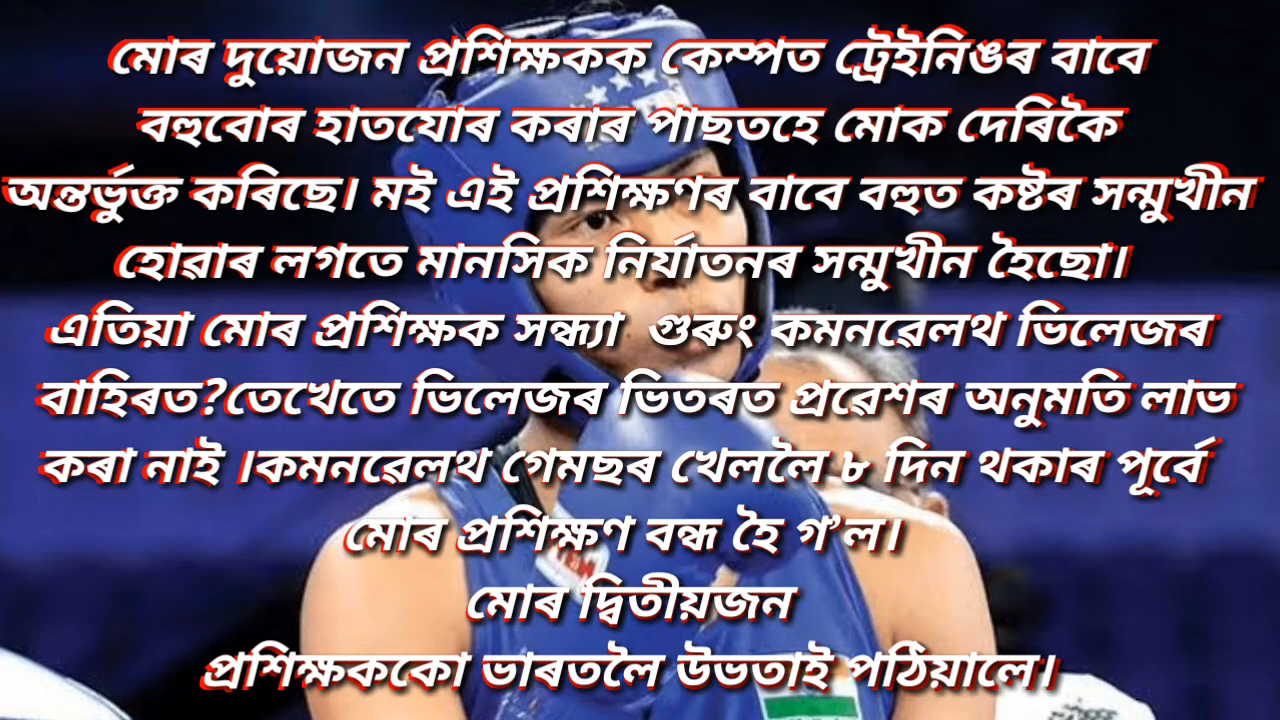 মোৰ দুয়োজন প্ৰশিক্ষকক কেম্পত ট্ৰেইনিঙৰ বাবে
বহুবোৰ হাতযোৰ কৰাৰ পাছতহে মোক দেৰিকৈ
অন্তৰ্ভুক্ত কৰিছে। মই এই প্ৰশিক্ষণৰ বাবে বহুত কষ্টৰ সন্মুখীন
হোৱাৰ লগতে মানসিক নিৰ্যাতনৰ সন্মুখীন হৈছো।
এতিয়া মোৰ প্ৰশিক্ষক সন্ধ্যা গুৰুং কমনৱেলথ ভিলেজৰ
বাহিৰত?তেখেতে ভিলেজৰ ভিতৰত প্ৰৱেশৰ অনুমতি লাভ
কৰা নাই ।কমনৱেলথ গেমছৰ খেললৈ ৮ দিন থকাৰ পূৰ্বে
মোৰ প্ৰশিক্ষণ বন্ধ হৈ গ’ল।
মোৰ দ্বিতীয়জন
প্ৰশিক্ষককো ভাৰতলৈ উভতাই পঠিয়ালে।